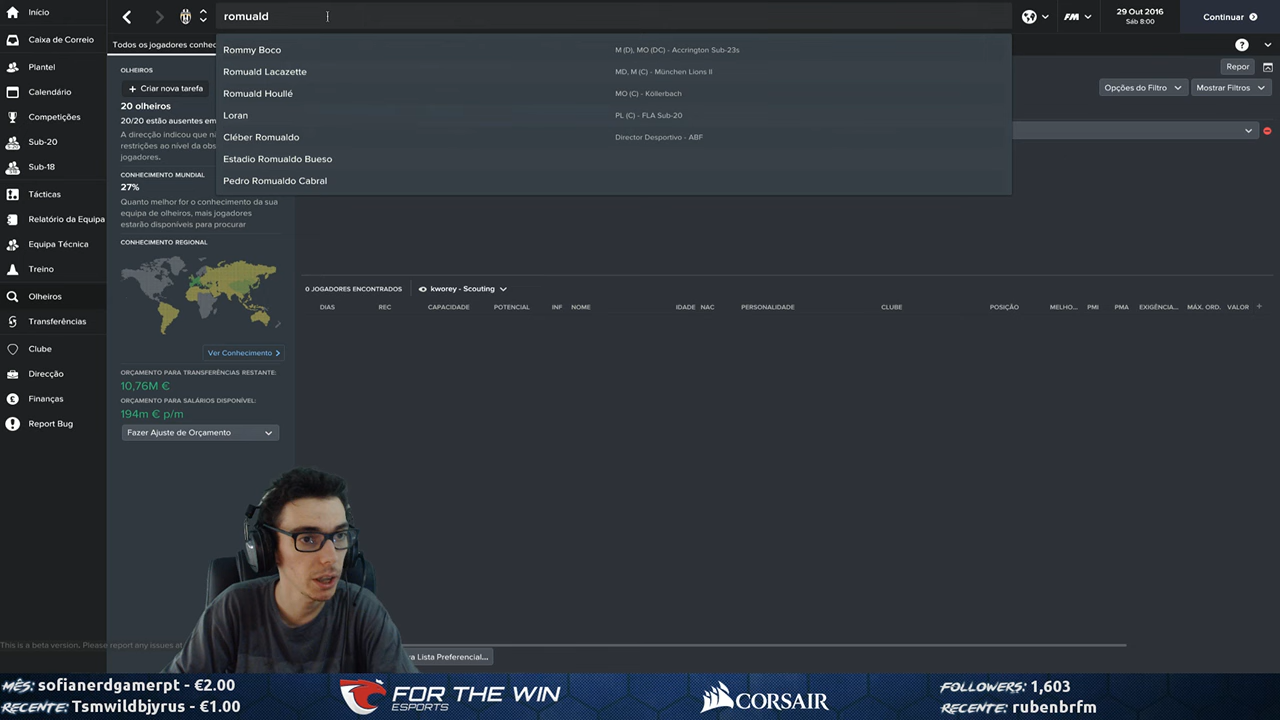 Início
romuald
FM
29 Out 2016
Sáb 8:00
Continuar
Caixa de Correio
Plantel
Calendário
Competições
Sub-20
Sub-18
Tácticas
Relatório da Equipa
Equipa Técnica
Treino
Olheiros
Transferências
Clube
Direcção
Finanças
Report Bug
Todos os jogadores conhec
Rommy Boco M (D), MO (DC) - Accrington Sub-23s
Romuald Lacazette MD, M (C) - München Lions II
Romuald Houllé MO (C) - Köllerbach
Loran PL (C) - FLA Sub-20
Cléber Romualdo Director Desportivo - ABF
Estadio Romualdo Bueso
Pedro Romualdo Cabral
?
Repor
Opções do Filtro
Mostrar Filtros
OLHEIROS
+ Criar nova tarefa
20 olheiros
20/20 estão ausentes em
A direcção indicou que nã
restrições ao nível da obs
jogadores.
CONHECIMENTO MUNDIAL
27%
Quanto melhor for o conhecimento da sua
equipa de olheiros, mais jogadores
estarão disponíveis para procurar
CONHECIMENTO REGIONAL
Ver Conhecimento
ORÇAMENTO PARA TRANSFERÊNCIAS RESTANTE:
10,76M €
ORÇAMENTO PARA SALÁRIOS DISPONÍVEL:
194m € p/m
Fazer Ajuste de Orçamento
0 JOGADORES ENCONTRADOS
kworey - Scouting
DIAS REC CAPACIDADE POTENCIAL INF NOME IDADE NAC PERSONALIDADE CLUBE POSIÇÃO MELHO... PMI PMA EXIGÊNCIA... MÁX. ORD. VALOR +
This is a beta version. Please report any issues at
a Lista Preferencial...
MÊS: sofianerdgamerpt - €2.00
RECENTE: Tsmwildbjyrus - €1.00
FOR THE WIN
ESPORTS
CORSAIR
FOLLOWERS: 1,603
RECENTE: rubenbrfm